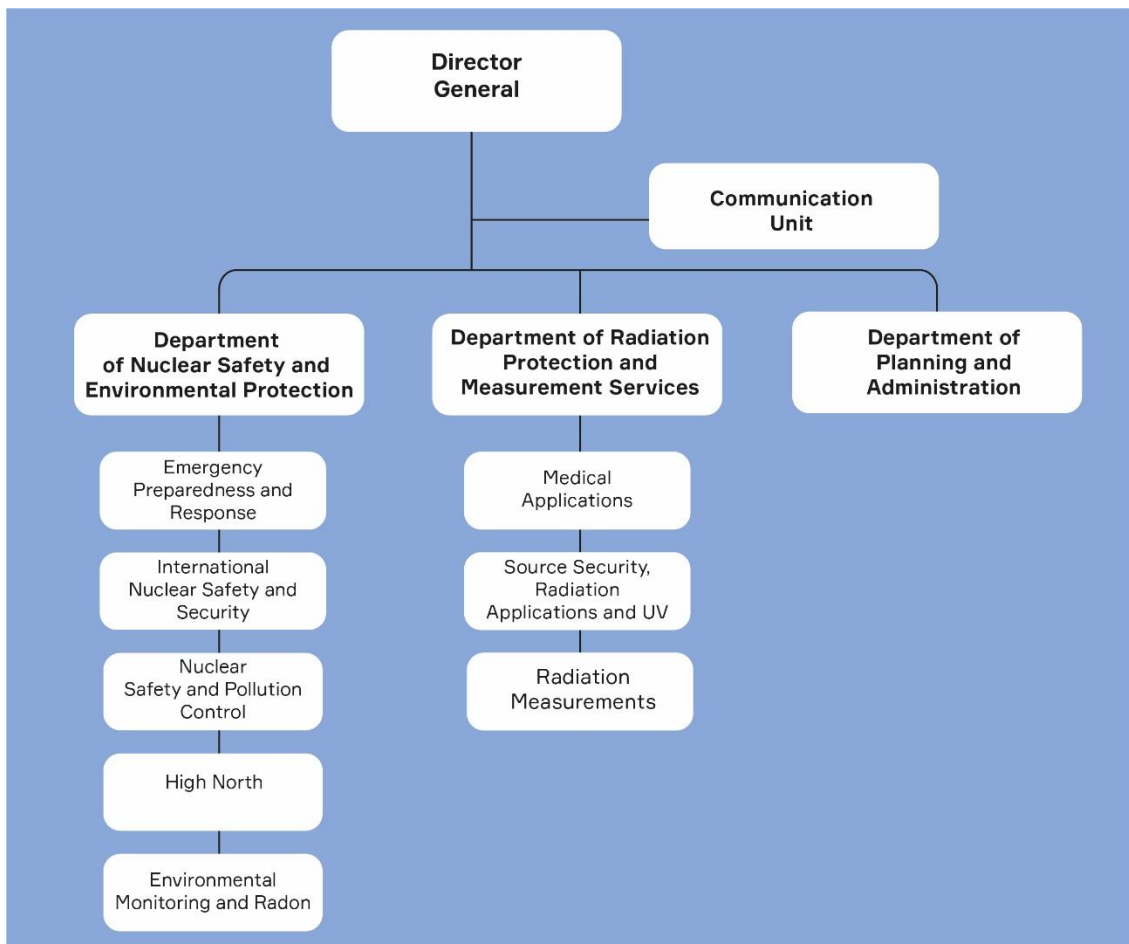 Director
General
Communication
Unit
Department
of Nuclear Safety and
Environmental Protection
Department of Radiation
Protection and
Measurement Services
Department of
Planning and
Administration
Emergency
Preparedness and
Response
International
Nuclear Safety and
Security
Nuclear
Safety and Pollution
Control
High North
Environmental
Monitoring and Radon
Medical
Applications
Source Security,
Radiation
Applications and UV
Radiation
Measurements